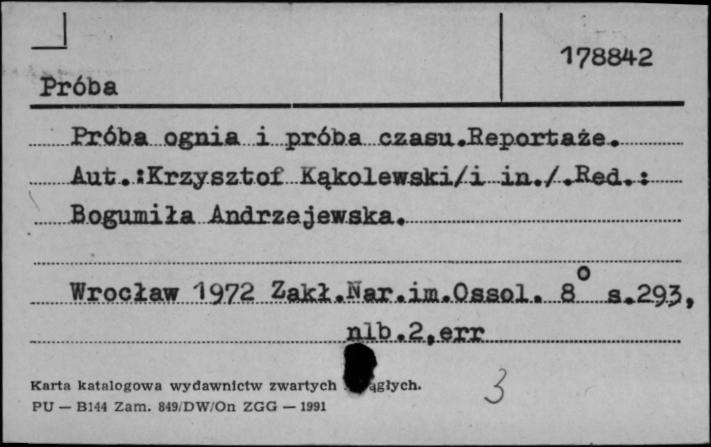 178842
Próba
Próba ognia i próba czasu.Reportaże.
Aut.:Krzysztof Kąkolewski/i in./.Red.:
Bogumiła Andrzejewska.
Wrocław 1972 Zakł.Nar.im.Ossol. 8° s.293,
nlb.2,err
Karta katalogowa wydawnictw zwartych ągłych.
PU — B144 Zam. 849/DW/On ZGG — 1991
3